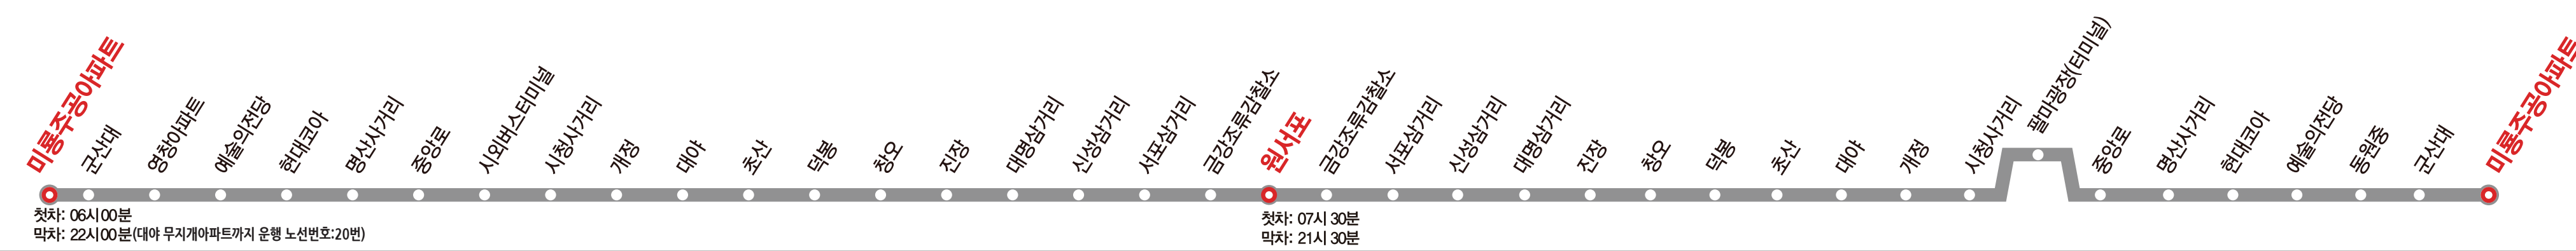 미룡주공아파트
군산대
영창아파트
예술의전당
현대코아
명산사거리
중앙로
시외버스터미널
시청사거리
개정
대야
초산
덕봉
청오
진장
대명삼거리
신성삼거리
서포삼거리
금강조류감찰소
원서포
금강조류감찰소
서포삼거리
신성삼거리
대명삼거리
진장
청오
덕봉
초산
대야
개정
시청사거리
팔마광장(터미널)
중앙로
명산사거리
현대코아
예술의전당
동원중
군산대
미룡주공아파트
첫차: 06시00분
막차: 22시00분(대야 무지개아파트까지 운행 노선번호:20번)
첫차: 07시 30분
막차: 21시 30분